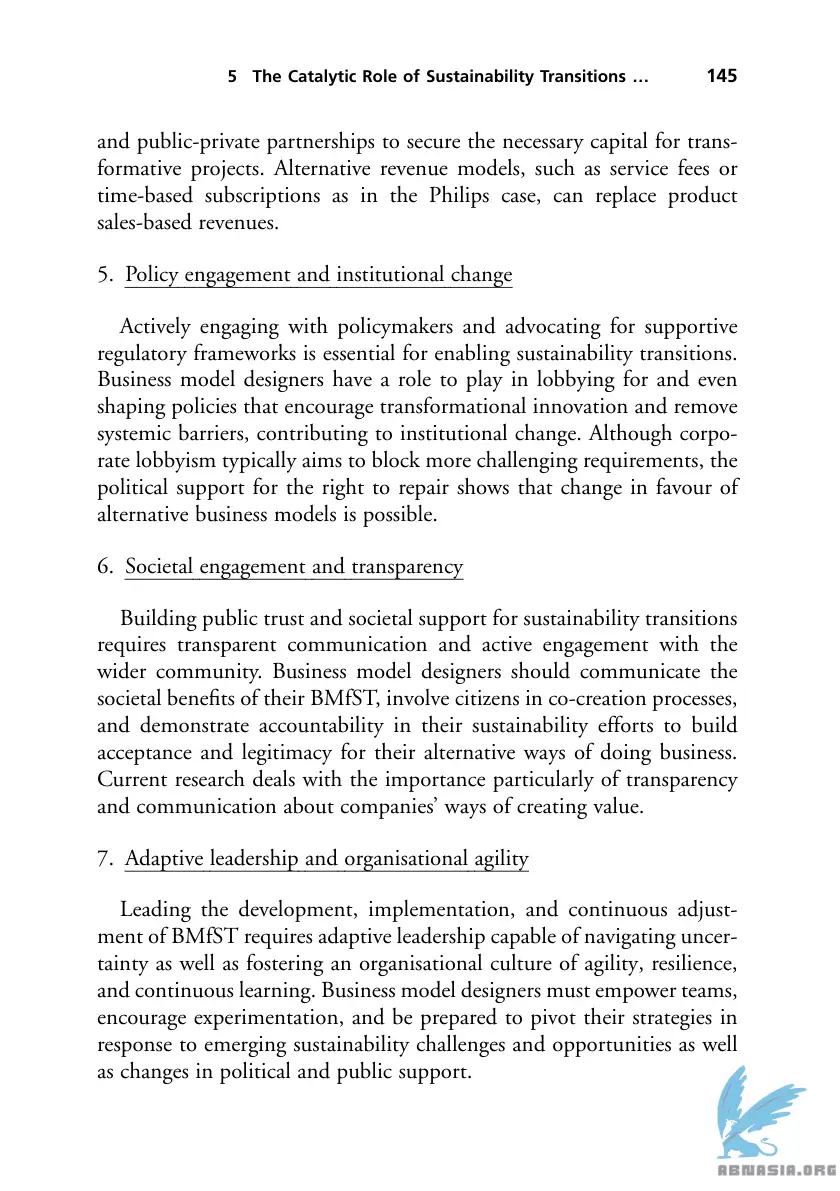 5 The Catalytic Role of Sustainability Transitions … 145
and public-private partnerships to secure the necessary capital for trans-
formative projects. Alternative revenue models, such as service fees or
time-based subscriptions as in the Philips case, can replace product
sales-based revenues.
5. Policy engagement and institutional change
Actively engaging with policymakers and advocating for supportive
regulatory frameworks is essential for enabling sustainability transitions.
Business model designers have a role to play in lobbying for and even
shaping policies that encourage transformational innovation and remove
systemic barriers, contributing to institutional change. Although corpo-
rate lobbyism typically aims to block more challenging requirements, the
political support for the right to repair shows that change in favour of
alternative business models is possible.
6. Societal engagement and transparency
Building public trust and societal support for sustainability transitions
requires transparent communication and active engagement with the
wider community. Business model designers should communicate the
societal benefits of their BMfST, involve citizens in co-creation processes,
and demonstrate accountability in their sustainability efforts to build
acceptance and legitimacy for their alternative ways of doing business.
Current research deals with the importance particularly of transparency
and communication about companies’ ways of creating value.
7. Adaptive leadership and organisational agility
Leading the development, implementation, and continuous adjust-
ment of BMfST requires adaptive leadership capable of navigating uncer-
tainty as well as fostering an organisational culture of agility, resilience,
and continuous learning. Business model designers must empower teams,
encourage experimentation, and be prepared to pivot their strategies in
response to emerging sustainability challenges and opportunities as well
as changes in political and public support.
ABNASIA.ORG